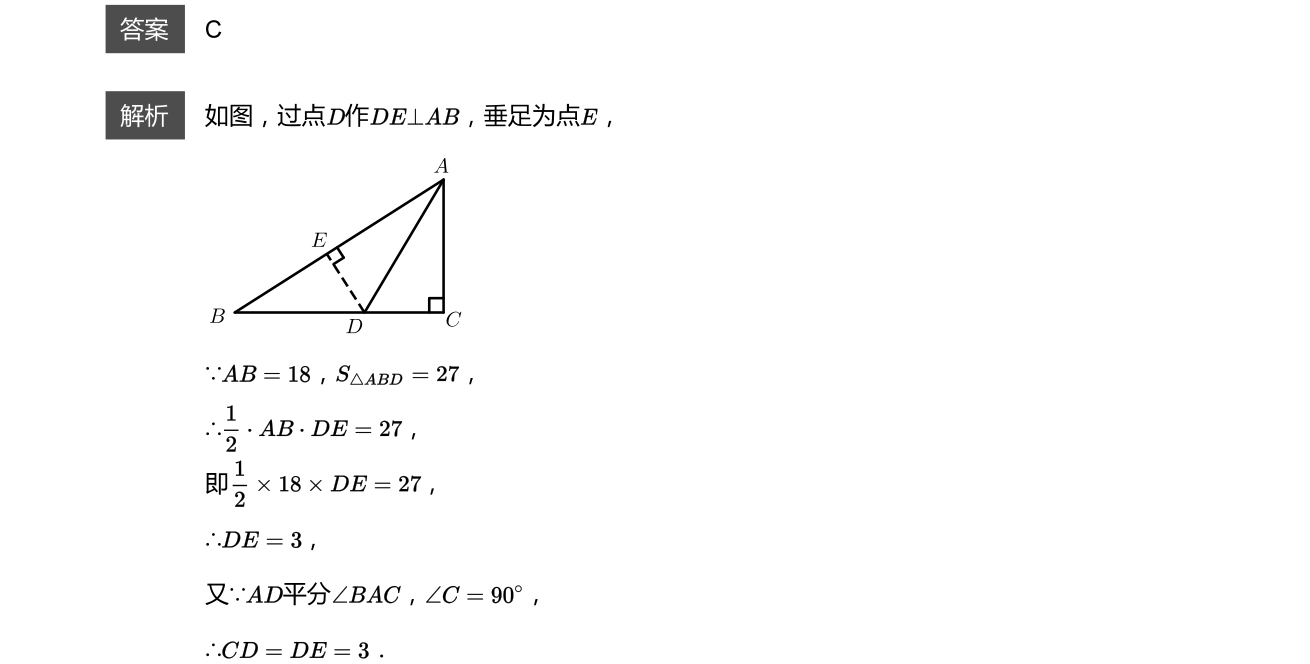 答案 C
解析 如图，过点D作DE⊥AB，垂足为点E，
A
E
B
D
C
∵AB=18，S△ABD=27，
∴1/2·AB·DE=27，
即1/2×18×DE=27，
∴DE=3，
又∵AD平分∠BAC，∠C=90°，
∴CD=DE=3．